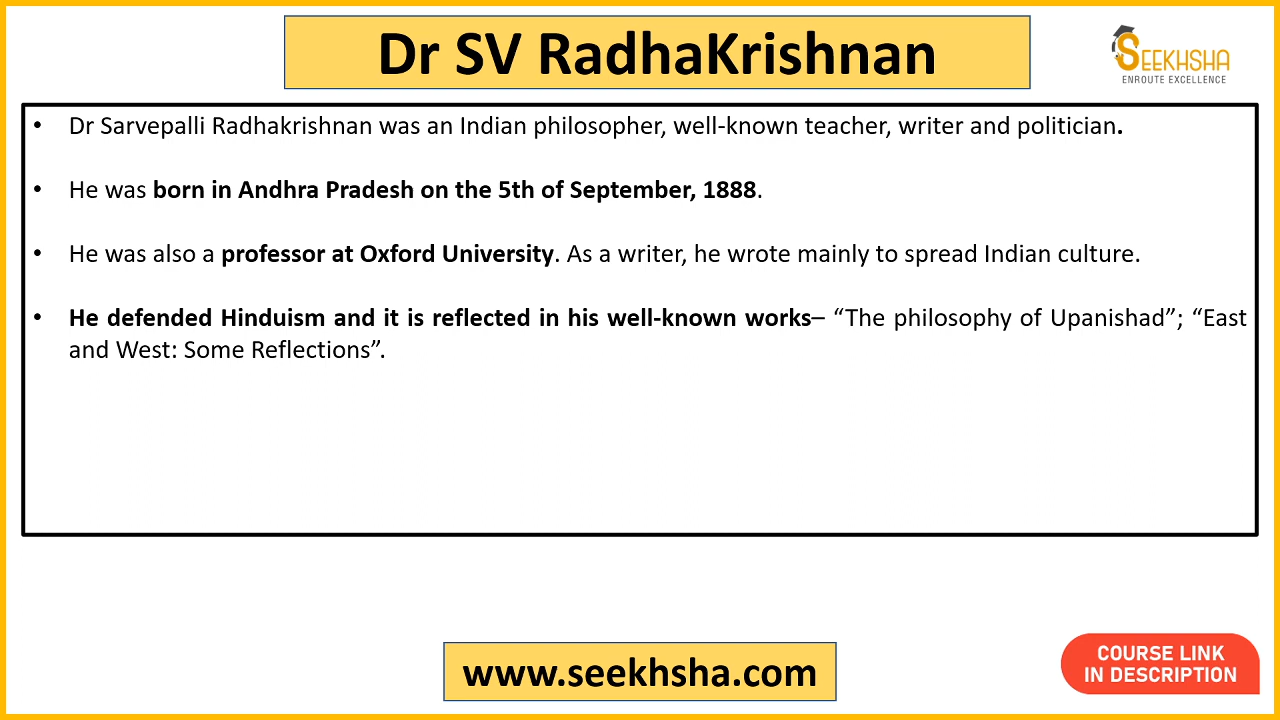 Dr SV RadhaKrishnan
SEEKHSHA
ENROUTE EXCELLENCE
• Dr Sarvepalli Radhakrishnan was an Indian philosopher, well-known teacher, writer and politician.
• He was born in Andhra Pradesh on the 5th of September, 1888.
• He was also a professor at Oxford University. As a writer, he wrote mainly to spread Indian culture.
• He defended Hinduism and it is reflected in his well-known works– “The philosophy of Upanishad”; “East
and West: Some Reflections”.
www.seekhsha.com
COURSE LINK
IN DESCRIPTION